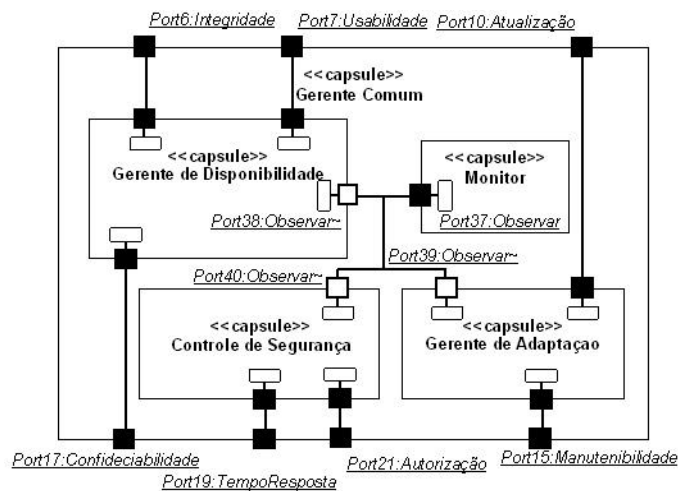 Port6:Integridade
Port7:Usabilidade
Port10:Atualização
<<capsule>>
Gerente Comum
<<capsule>>
Gerente de Disponibilidade
<<capsule>>
Monitor
Port38:Observar~
Port37:Observar
Port39:Observar~
Port40:Observar~
<<capsule>>
Controle de Segurança
<<capsule>>
Gerente de Adaptaçao
Port17:Confideciabilidade
Port19:TempoResposta
Port21:Autorização
Port15:Manutenibilidade